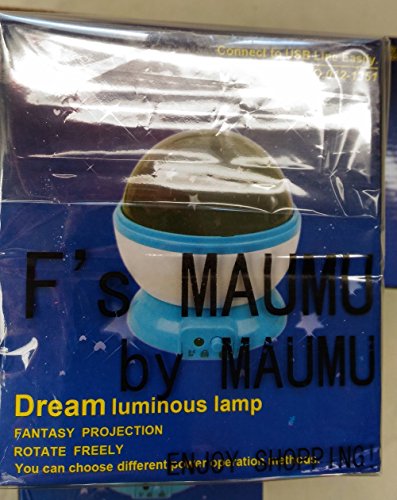 Connect to USB Line Easily.
F's MAUMU
by MAUMU
Dream luminous lamp
FANTASY PROJECTION
ROTATE FREELY
You can choose different power operation methods.
ENJOY SHOPPING!